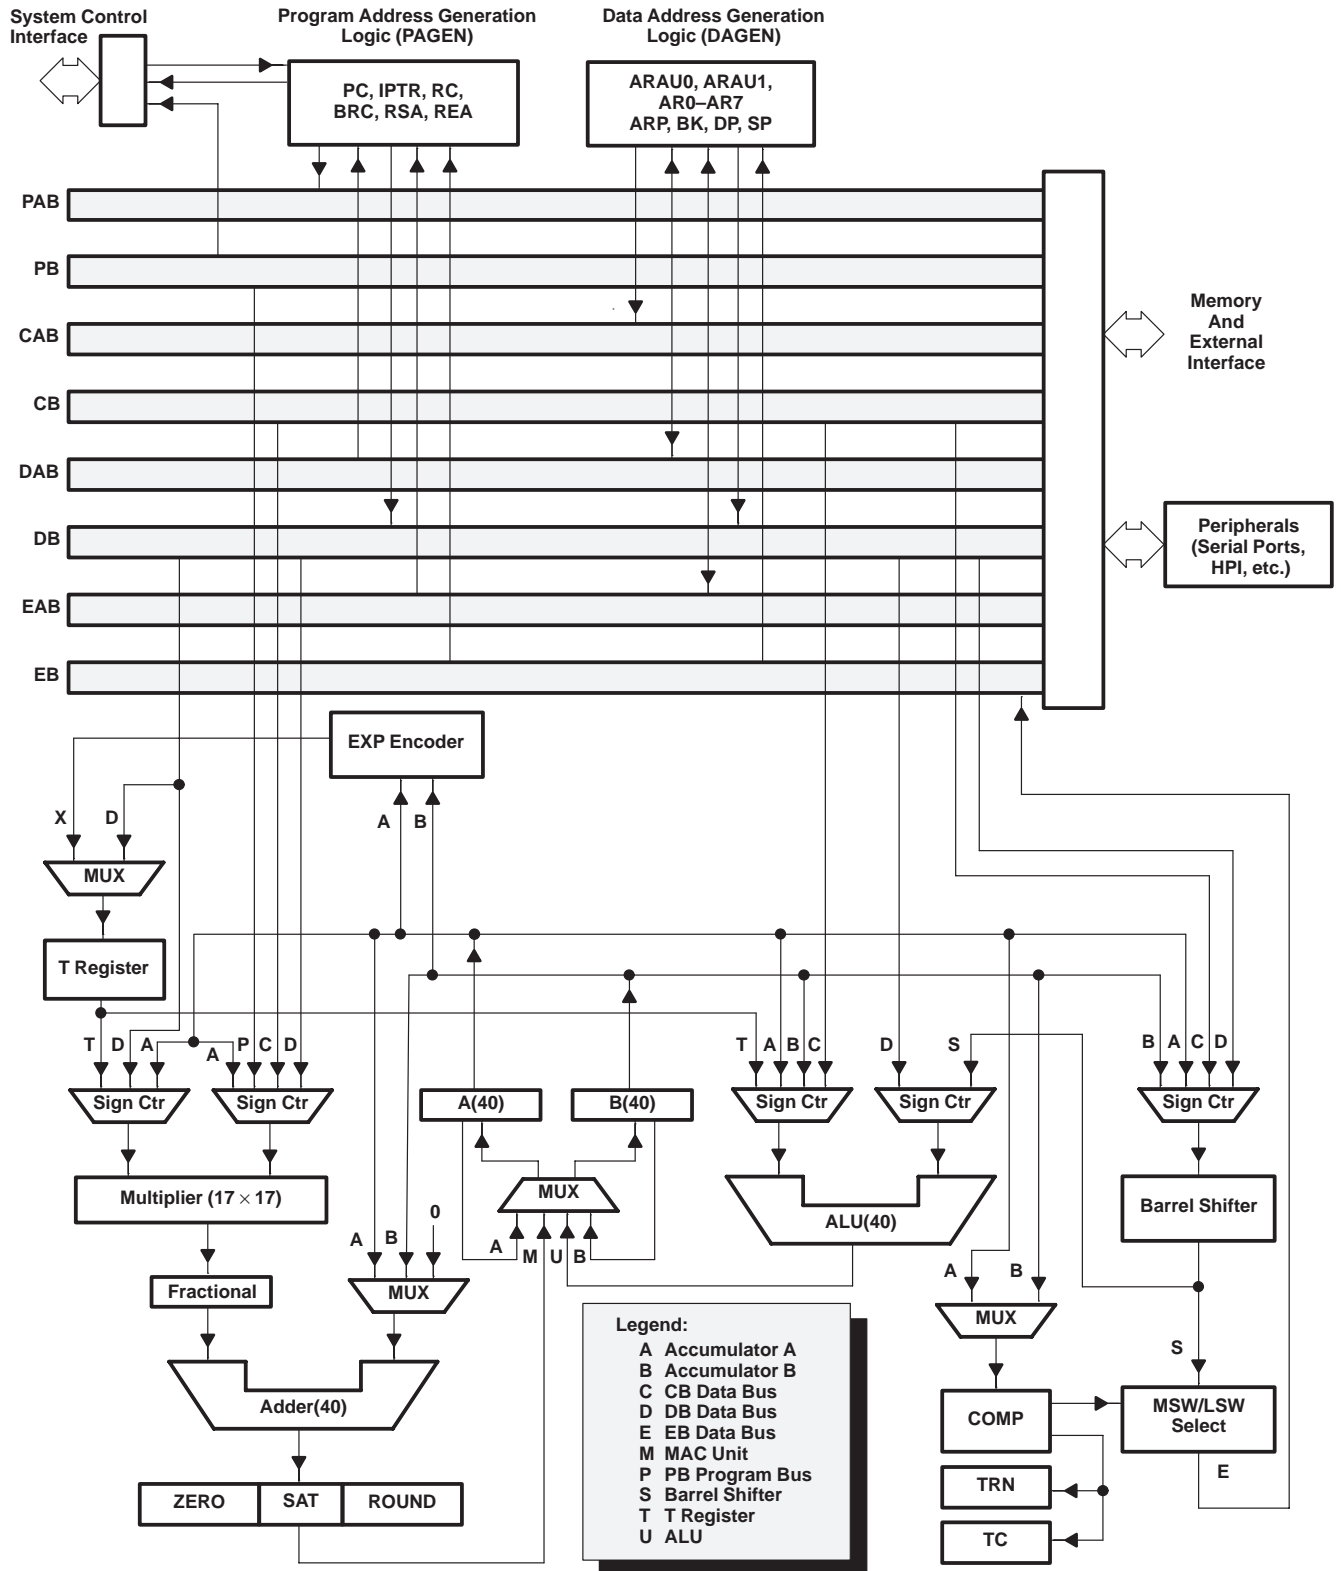 System Control
Interface
Program Address Generation
Logic (PAGEN)
Data Address Generation
Logic (DAGEN)
PC, IPTR, RC,
BRC, RSA, REA
ARAU0, ARAU1,
AR0–AR7
ARP, BK, DP, SP
PAB
PB
CAB
CB
DAB
DB
EAB
EB
Memory
And
External
Interface
Peripherals
(Serial Ports,
HPI, etc.)
EXP Encoder
X D
A B
MUX
T Register
T D A
A P C D
T A B C
D S
B A C D
Sign Ctr
Sign Ctr
A(40)
B(40)
Sign Ctr
Sign Ctr
Sign Ctr
Multiplier (17 × 17)
MUX
ALU(40)
Barrel Shifter
A B 0
A M U B
A B
Fractional
MUX
MUX
Adder(40)
S
COMP
MSW/LSW
Select
E
TRN
TC
ZERO SAT ROUND
Legend:
A Accumulator A
B Accumulator B
C CB Data Bus
D DB Data Bus
E EB Data Bus
M MAC Unit
P PB Program Bus
S Barrel Shifter
T T Register
U ALU